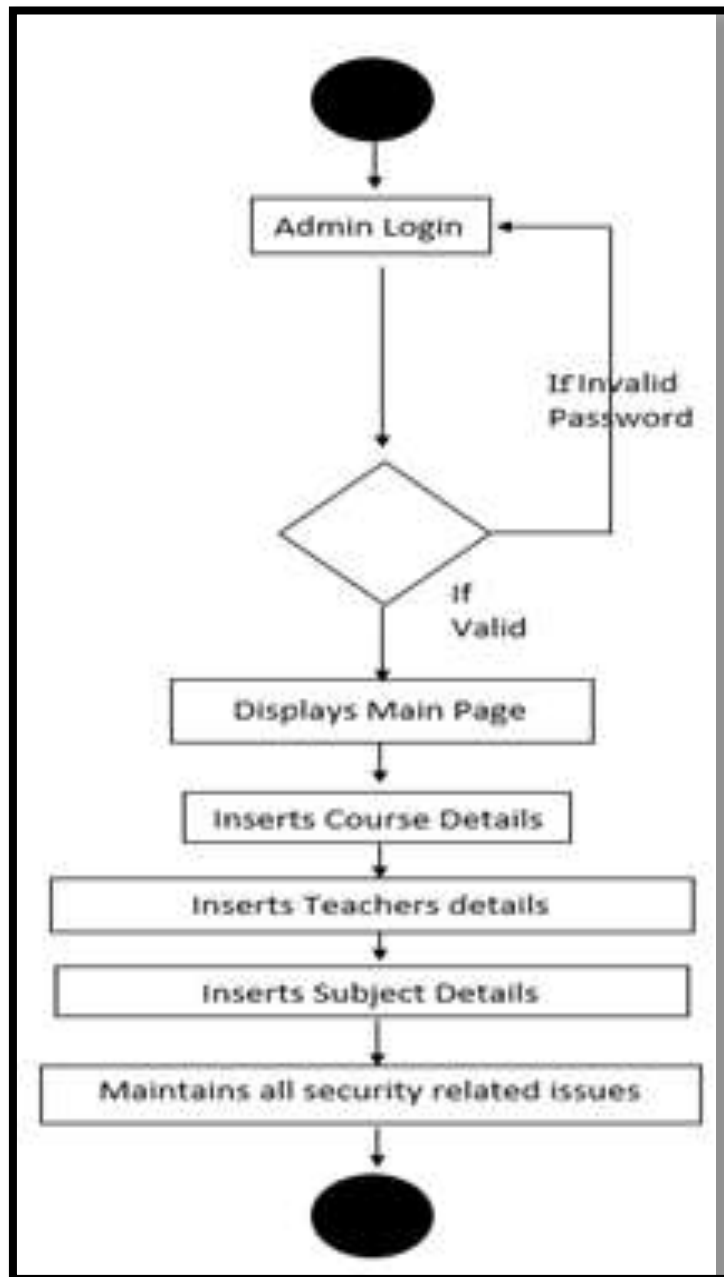 Admin Login
If Invalid
Password
If
Valid
Displays Main Page
Inserts Course Details
Inserts Teachers details
Inserts Subject Details
Maintains all security related issues